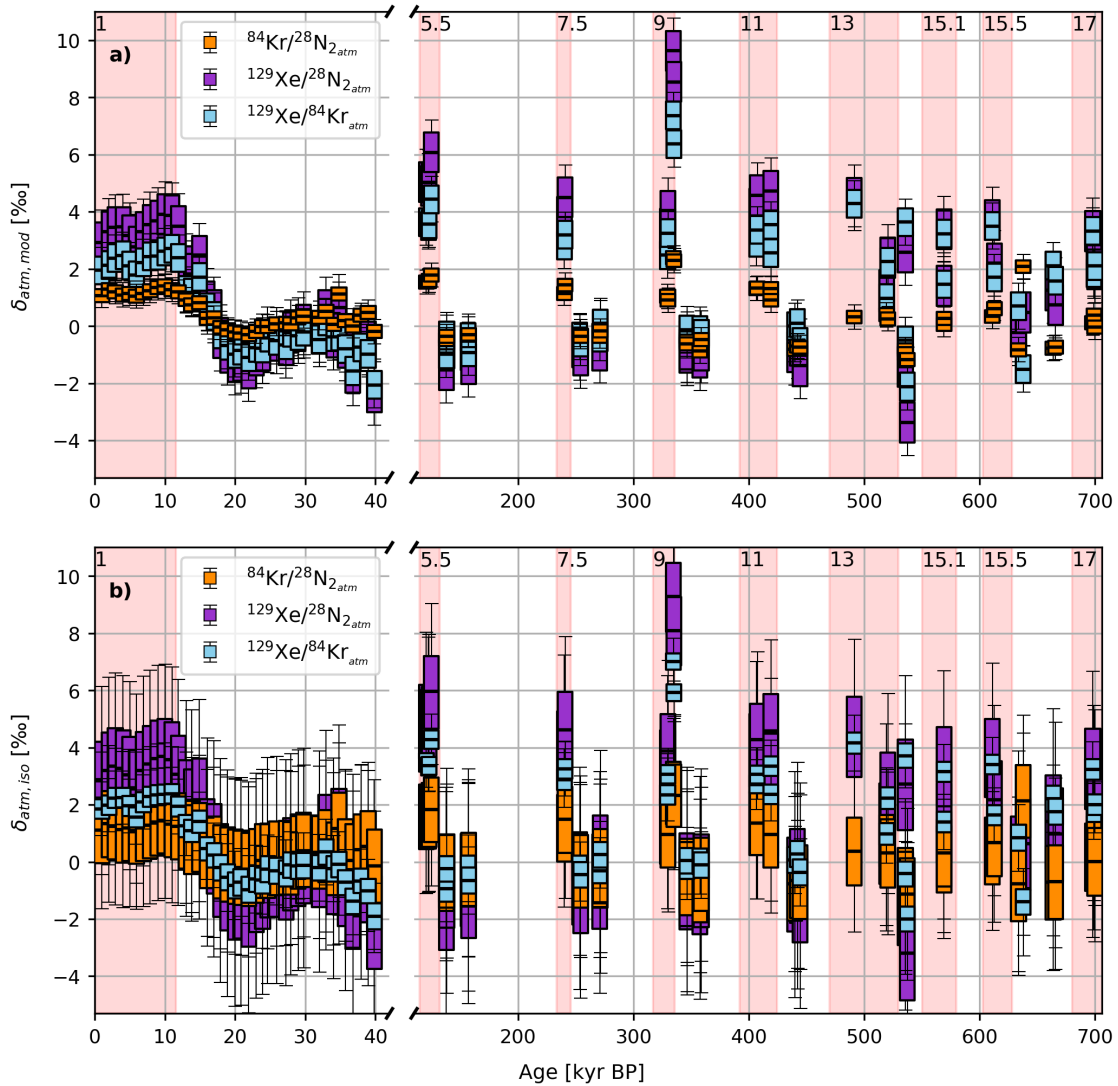 1 5.5 7.5 9 11 13 15.1 15.5 17
a)
⁸⁴Kr/²⁸N₂ₐₜₘ
¹²⁹Xe/²⁸N₂ₐₜₘ
¹²⁹Xe/⁸⁴Krₐₜₘ
δatm, mod [‰]
10
8
6
4
2
0
−2
−4
0 10 20 30 40 200 300 400 500 600 700
1 5.5 7.5 9 11 13 15.1 15.5 17
b)
⁸⁴Kr/²⁸N₂ₐₜₘ
¹²⁹Xe/²⁸N₂ₐₜₘ
¹²⁹Xe/⁸⁴Krₐₜₘ
δatm, iso [‰]
10
8
6
4
2
0
−2
−4
0 10 20 30 40 200 300 400 500 600 700
Age [kyr BP]